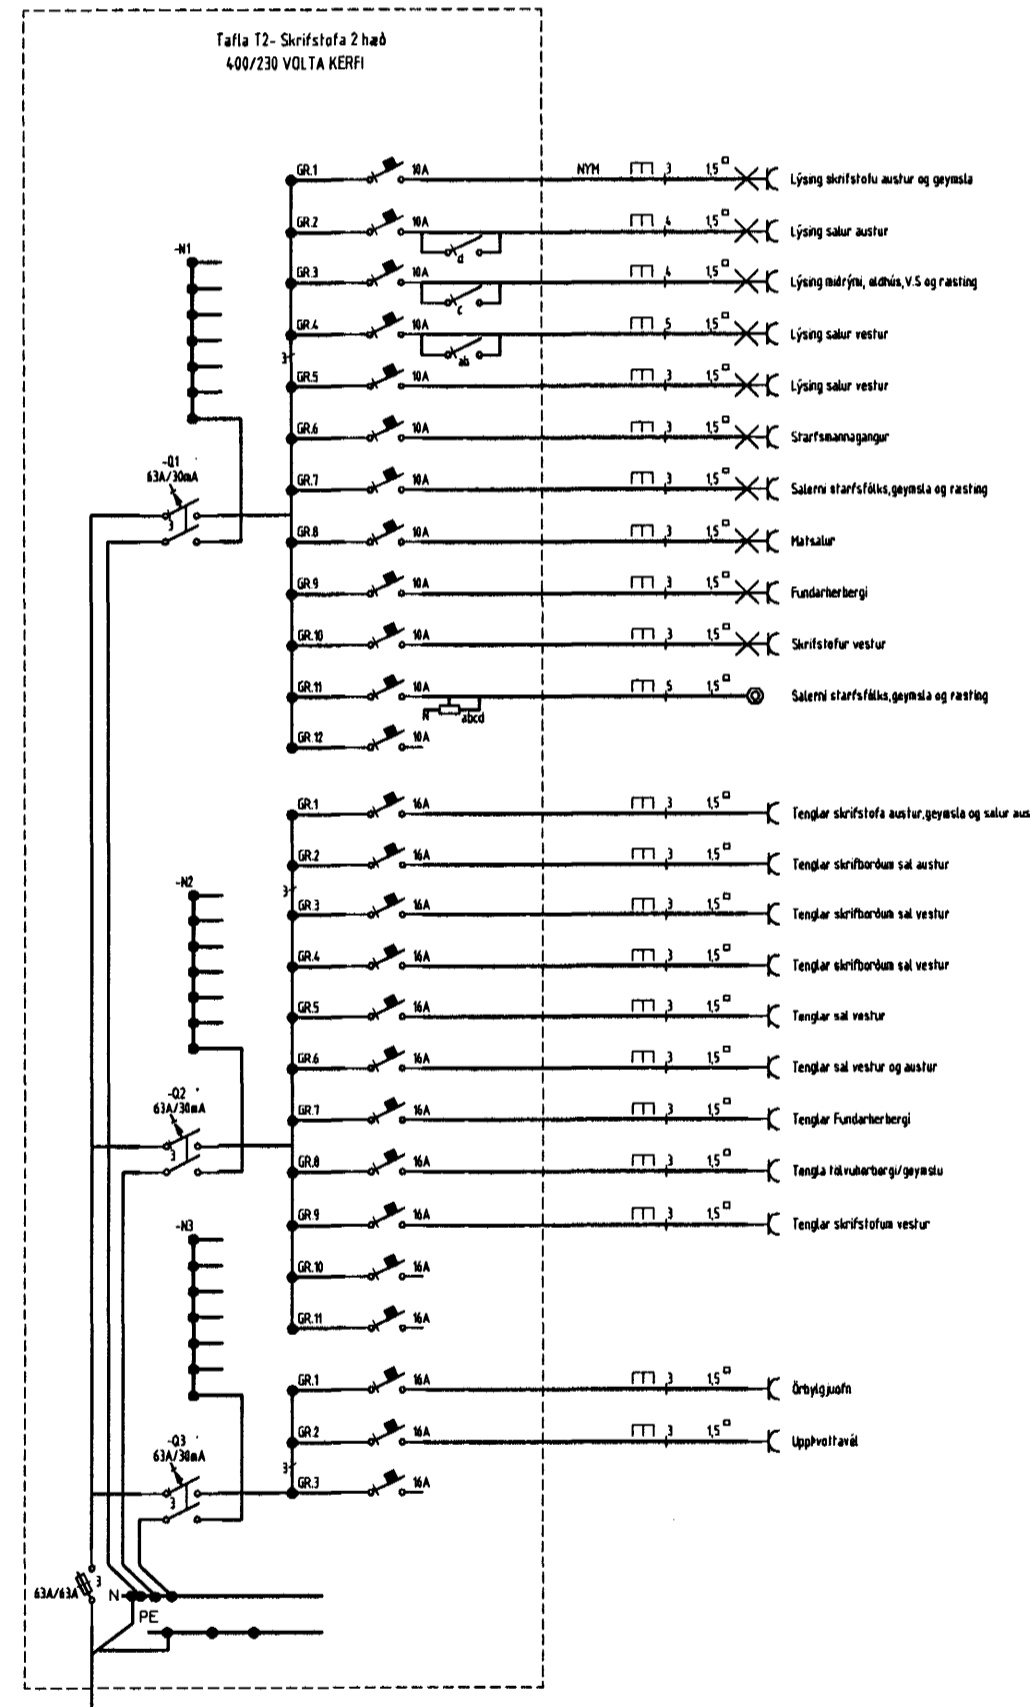 Tafla T2- Skrifstofa 2 hæð
400/230 VOLTA KERFI
GR.1 10A NYM 3 1,5 Lýsing skrifstofu austur og geymsla
GR.2 10A d 4 1,5 Lýsing salur austur
-N1
GR.3 10A c 4 1,5 Lýsing miðrými, eldhús, V.S og ræsting
GR.4 10A ab 5 1,5 Lýsing salur vestur
3
GR.5 10A 3 1,5 Lýsing salur vestur
GR.6 10A 3 1,5 Starfsmannagangur
-Q1
63A/30mA
3
GR.7 10A 3 1,5 Salerni starfsfólks,geymsla og ræsting
GR.8 10A 3 1,5 Matsalur
GR.9 10A 3 1,5 Fundarherbergi
GR.10 10A 3 1,5 Skrifstofur vestur
GR.11 10A N abcd 5 1,5 Salerni starfsfólks,geymsla og ræsting
GR.12 10A
GR.1 16A 3 1,5 Tenglar skrifstofa austur,geymsla og salur aus
GR.2 16A 3 1,5 Tenglar skrifborðum sal austur
-N2
3
GR.3 16A 3 1,5 Tenglar skrifborðum sal vestur
GR.4 16A 3 1,5 Tenglar skrifborðum sal vestur
GR.5 16A 3 1,5 Tenglar sal vestur
GR.6 16A 3 1,5 Tenglar sal vestur og austur
-Q2
63A/30mA
3
GR.7 16A 3 1,5 Tenglar Fundarherbergi
GR.8 16A 3 1,5 Tengla tölvuherbergi/geymslu
GR.9 16A 3 1,5 Tenglar skrifstofum vestur
-N3
GR.10 16A
GR.11 16A
GR.1 16A 3 1,5 Örbylgjuofn
GR.2 16A 3 1,5 Uppþvottavél
-Q3
63A/30mA
3
3
GR.3 16A
63A/63A 3 N
PE